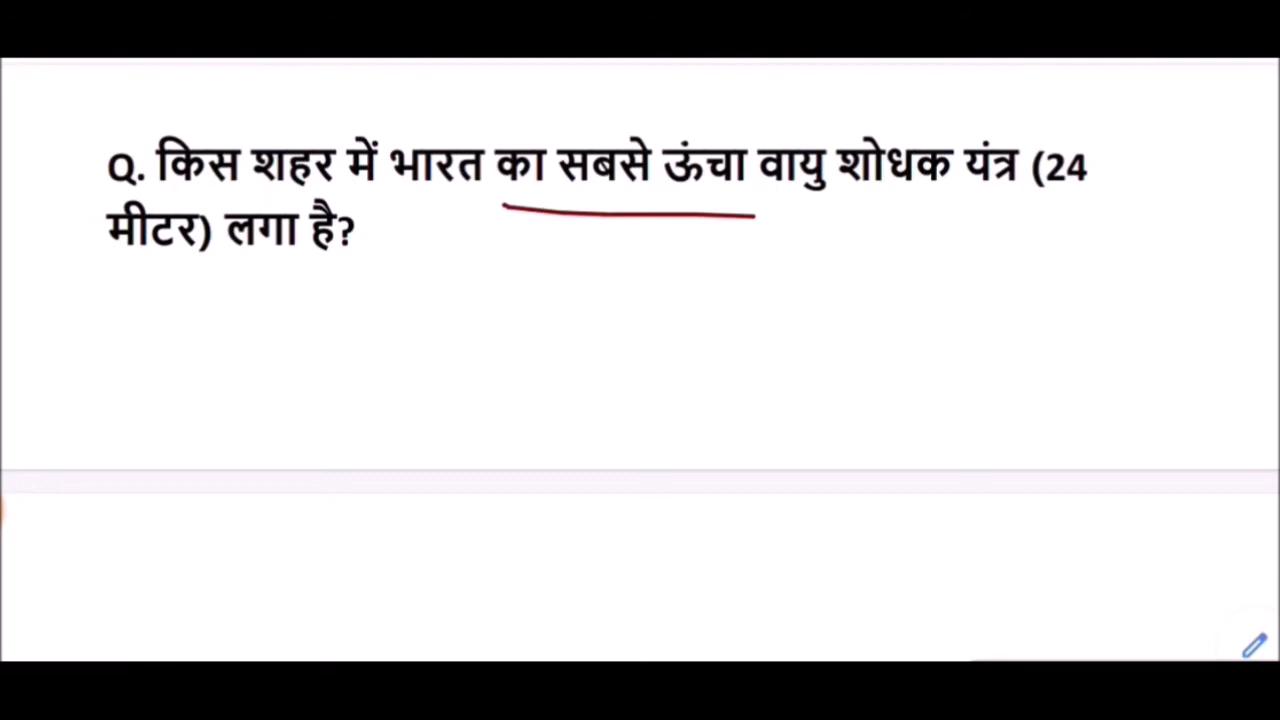 Q. किस शहर में भारत का सबसे ऊंचा वायु शोधक यंत्र (24
मीटर) लगा है?